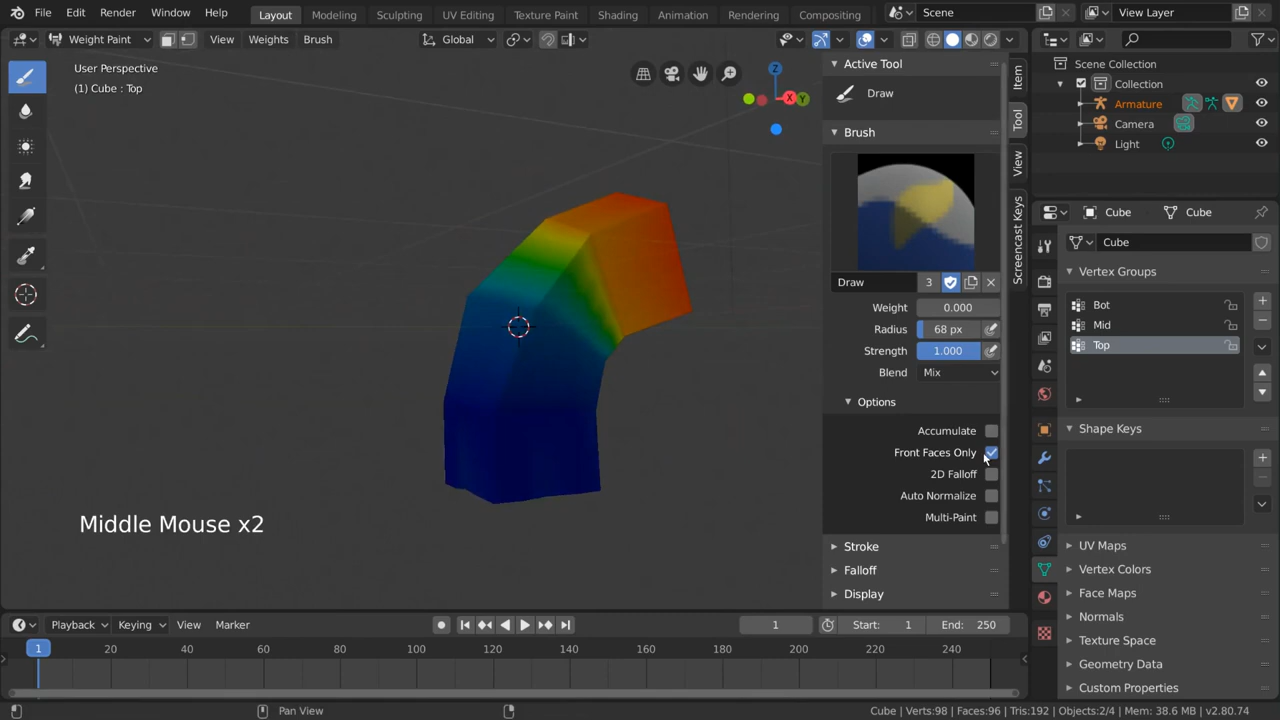 File Edit Render Window Help Layout Modeling Sculpting UV Editing Texture Paint Shading Animation Rendering Compositing Scene View Layer
Weight Paint View Weights Brush Global
User Perspective
(1) Cube : Top
Z
X
Y
Active Tool
Draw
Brush
Draw 3
Weight 0.000
Radius 68 px
Strength 1.000
Blend Mix
Options
Accumulate
Front Faces Only
2D Falloff
Auto Normalize
Multi-Paint
Stroke
Falloff
Display
Item
Tool
View
Screencast Keys
Scene Collection
Collection
Armature
Camera
Light
Cube Cube
Cube
Vertex Groups
Bot
Mid
Top
Shape Keys
UV Maps
Vertex Colors
Face Maps
Normals
Texture Space
Geometry Data
Custom Properties
Middle Mouse x2
Playback Keying View Marker 1 Start: 1 End: 250
1 20 40 60 80 100 120 140 160 180 200 220 240
Pan View
Cube | Verts:98 | Faces:96 | Tris:192 | Objects:2/4 | Mem: 38.6 MB | v2.80.74